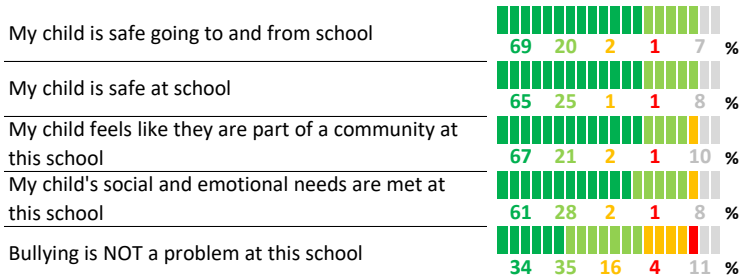 My child is safe going to and from school
69 20 2 1 7 %
My child is safe at school
65 25 1 1 8 %
My child feels like they are part of a community at
this school
67 21 2 1 10 %
My child's social and emotional needs are met at
this school
61 28 2 1 8 %
Bullying is NOT a problem at this school
34 35 16 4 11 %